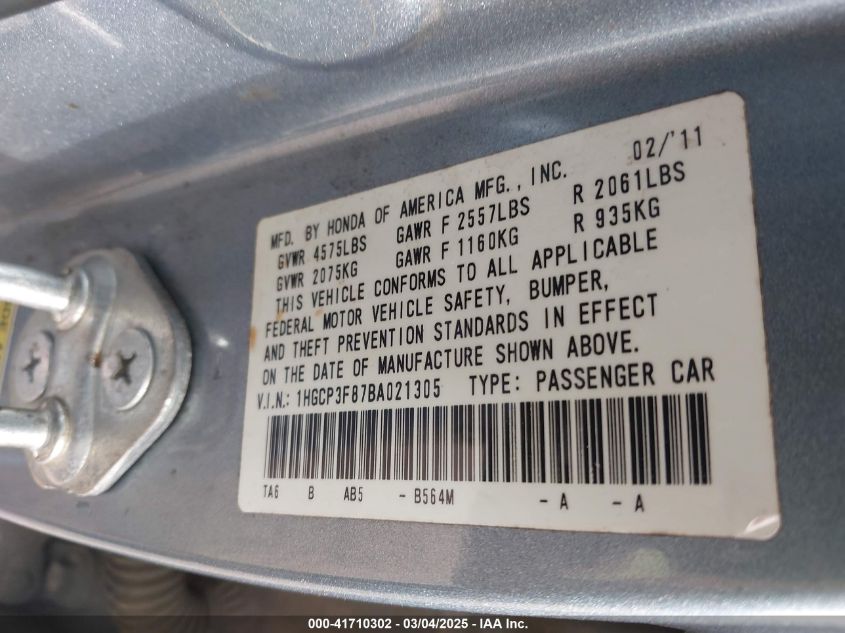 02/'11
MFD. BY HONDA OF AMERICA MFG., INC.
GVWR 4575LBS GAWR F 2557LBS R 2061LBS
GVWR 2075KG GAWR F 1160KG R 935KG
THIS VEHICLE CONFORMS TO ALL APPLICABLE
FEDERAL MOTOR VEHICLE SAFETY, BUMPER,
AND THEFT PREVENTION STANDARDS IN EFFECT
ON THE DATE OF MANUFACTURE SHOWN ABOVE.
V.I.N.: 1HGCP3F87BA021305 TYPE: PASSENGER CAR
TA6 B AB5 - B564M - A - A
000-41710302 - 03/04/2025 - IAA Inc.